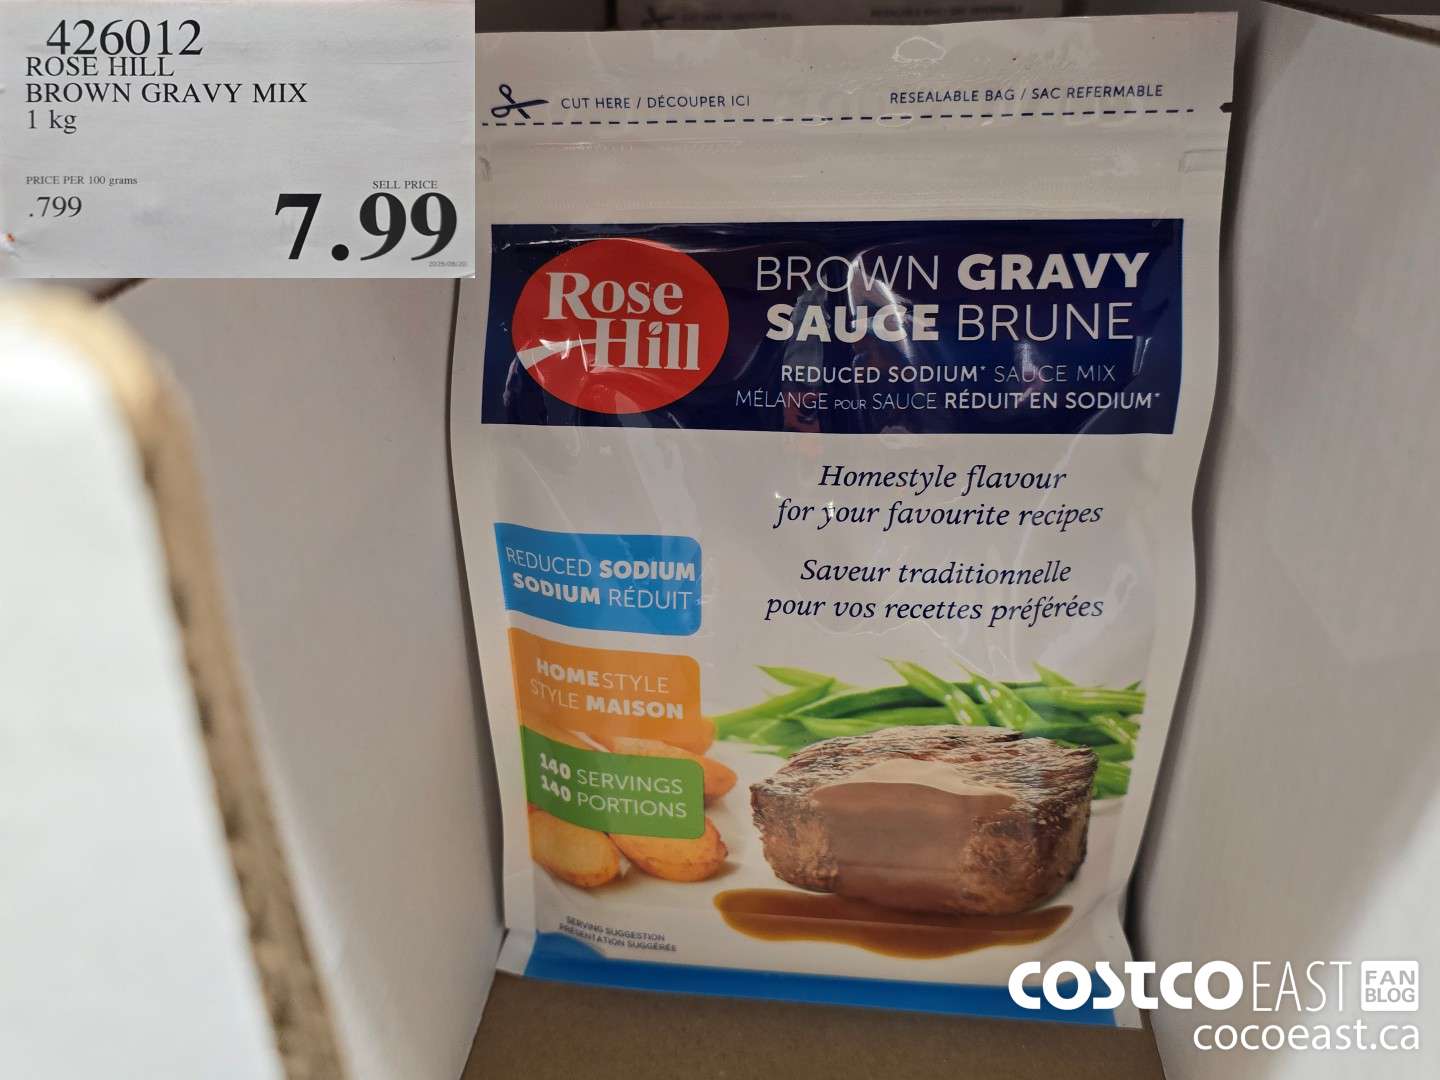 426012
ROSE HILL
BROWN GRAVY MIX
1 kg
PRICE PER 100 grams
.799
SELL PRICE
7.99
CUT HERE / DÉCOUPER ICI
RESEALABLE BAG / SAC REFERMABLE
Rose
Hill
BROWN GRAVY
SAUCE BRUNE
REDUCED SODIUM* SAUCE MIX
MÉLANGE POUR SAUCE RÉDUIT EN SODIUM*
Homestyle flavour
for your favourite recipes
Saveur traditionnelle
pour vos recettes préférées
REDUCED SODIUM
SODIUM RÉDUIT
HOMESTYLE
STYLE MAISON
140 SERVINGS
140 PORTIONS
SERVING SUGGESTION
PRÉSENTATION SUGGÉRÉE
COSTCO EAST FAN BLOG
cocoeast.ca